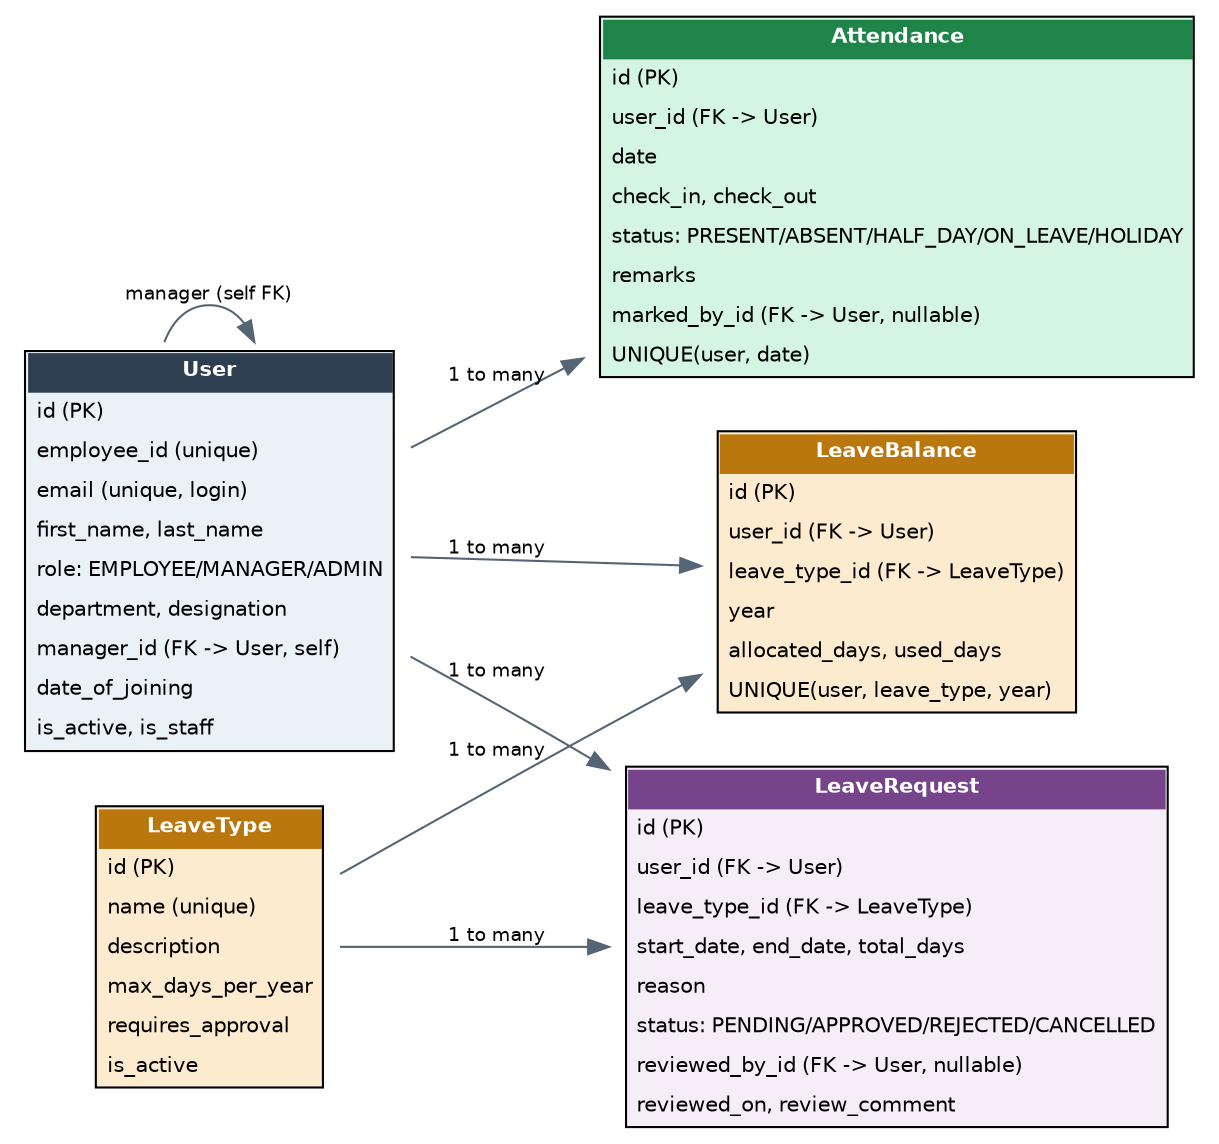 Attendance
id (PK)
user_id (FK -> User)
date
check_in, check_out
status: PRESENT/ABSENT/HALF_DAY/ON_LEAVE/HOLIDAY
remarks
marked_by_id (FK -> User, nullable)
UNIQUE(user, date)
manager (self FK)
User
id (PK)
employee_id (unique)
email (unique, login)
first_name, last_name
role: EMPLOYEE/MANAGER/ADMIN
department, designation
manager_id (FK -> User, self)
date_of_joining
is_active, is_staff
1 to many
1 to many
1 to many
1 to many
1 to many
LeaveBalance
id (PK)
user_id (FK -> User)
leave_type_id (FK -> LeaveType)
year
allocated_days, used_days
UNIQUE(user, leave_type, year)
LeaveType
id (PK)
name (unique)
description
max_days_per_year
requires_approval
is_active
LeaveRequest
id (PK)
user_id (FK -> User)
leave_type_id (FK -> LeaveType)
start_date, end_date, total_days
reason
status: PENDING/APPROVED/REJECTED/CANCELLED
reviewed_by_id (FK -> User, nullable)
reviewed_on, review_comment